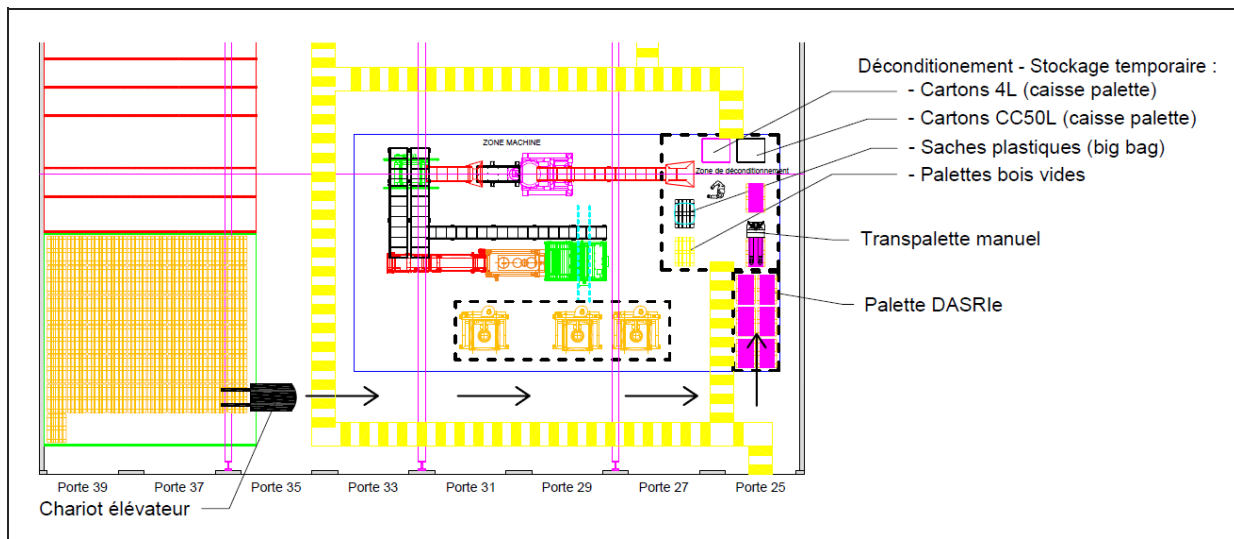 Déconditionement - Stockage temporaire :
- Cartons 4L (caisse palette)
- Cartons CC50L (caisse palette)
- Saches plastiques (big bag)
- Palettes bois vides
ZONE MACHINE
Zone de déconditionnement
Transpalette manuel
Palette DASRIe
Porte 39 Porte 37 Porte 35 Porte 33 Porte 31 Porte 29 Porte 27 Porte 25
Chariot élévateur